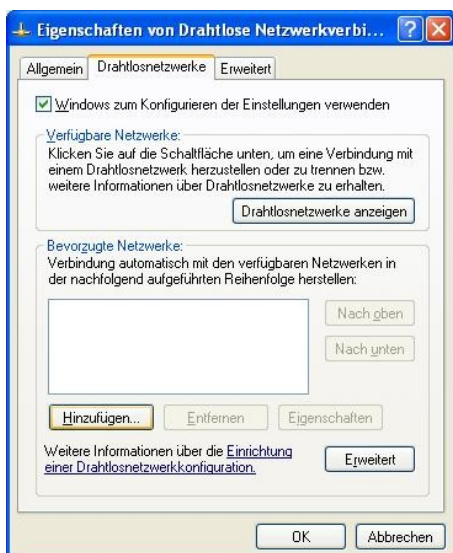 Eigenschaften von Drahtlose Netzwerkverbi...
Allgemein Drahtlosnetzwerke Erweitert
Windows zum Konfigurieren der Einstellungen verwenden
Verfügbare Netzwerke:
Klicken Sie auf die Schaltfläche unten, um eine Verbindung mit
einem Drahtlosnetzwerk herzustellen oder zu trennen bzw.
weitere Informationen über Drahtlosnetzwerke zu erhalten.
Drahtlosnetzwerke anzeigen
Bevorzugte Netzwerke:
Verbindung automatisch mit den verfügbaren Netzwerken in
der nachfolgend aufgeführten Reihenfolge herstellen:
Nach oben
Nach unten
Hinzufügen... Entfernen Eigenschaften
Weitere Informationen über die Einrichtung
einer Drahtlosnetzwerkkonfiguration.
Erweitert
OK Abbrechen